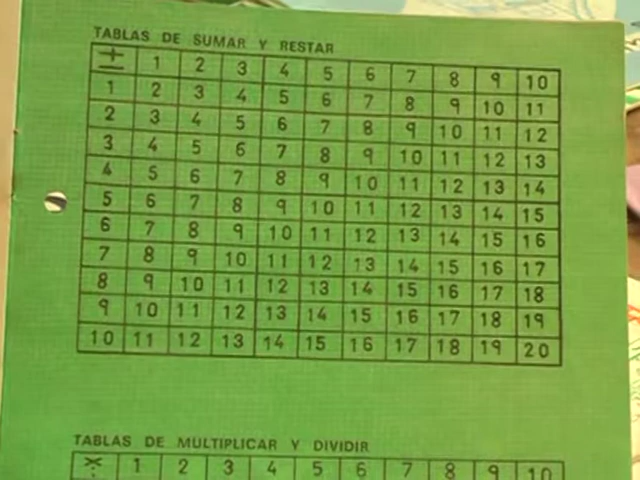 TABLAS DE SUMAR Y RESTAR
± 1 2 3 4 5 6 7 8 9 10
1 2 3 4 5 6 7 8 9 10 11
2 3 4 5 6 7 8 9 10 11 12
3 4 5 6 7 8 9 10 11 12 13
4 5 6 7 8 9 10 11 12 13 14
5 6 7 8 9 10 11 12 13 14 15
6 7 8 9 10 11 12 13 14 15 16
7 8 9 10 11 12 13 14 15 16 17
8 9 10 11 12 13 14 15 16 17 18
9 10 11 12 13 14 15 16 17 18 19
10 11 12 13 14 15 16 17 18 19 20
TABLAS DE MULTIPLICAR Y DIVIDIR
× ÷ 1 2 3 4 5 6 7 8 9 10